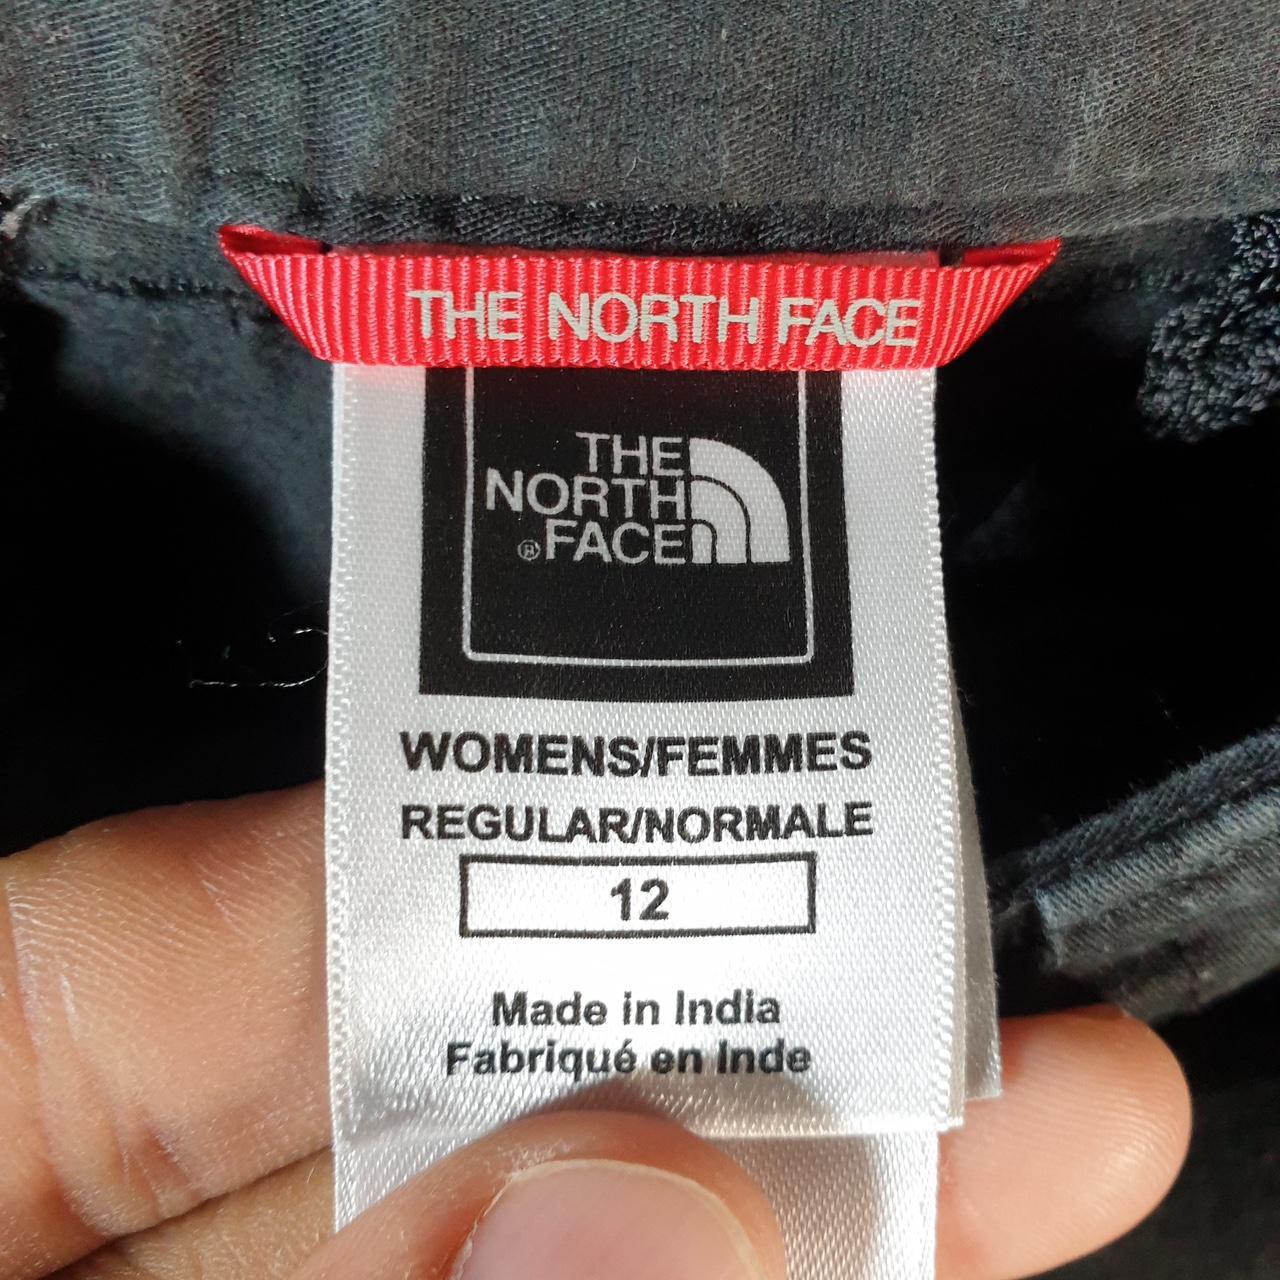 THE NORTH FACE
THE
NORTH
®FACE
WOMENS/FEMMES
REGULAR/NORMALE
12
Made in India
Fabriqué en Inde